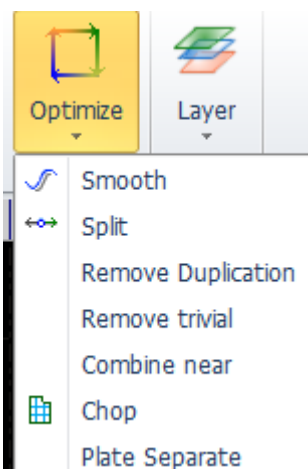 Optimize
Layer
Smooth
Split
Remove Duplication
Remove trivial
Combine near
Chop
Plate Separate